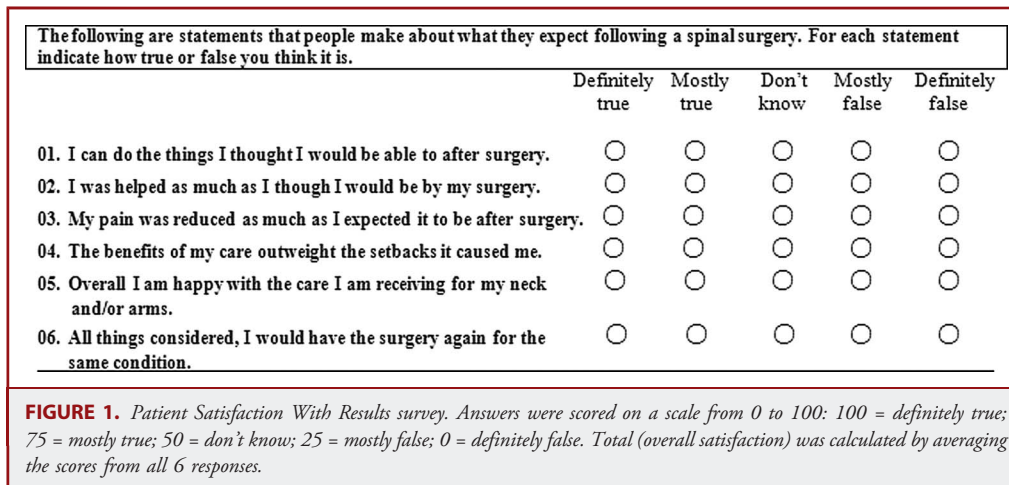 The following are statements that people make about what they expect following a spinal surgery. For each statement
indicate how true or false you think it is.
Definitely true Mostly true Don't know Mostly false Definitely false
01. I can do the things I thought I would be able to after surgery.
02. I was helped as much as I though I would be by my surgery.
03. My pain was reduced as much as I expected it to be after surgery.
04. The benefits of my care outweight the setbacks it caused me.
05. Overall I am happy with the care I am receiving for my neck
and/or arms.
06. All things considered, I would have the surgery again for the
same condition.
FIGURE 1. Patient Satisfaction With Results survey. Answers were scored on a scale from 0 to 100: 100 = definitely true;
75 = mostly true; 50 = don't know; 25 = mostly false; 0 = definitely false. Total (overall satisfaction) was calculated by averaging
the scores from all 6 responses.